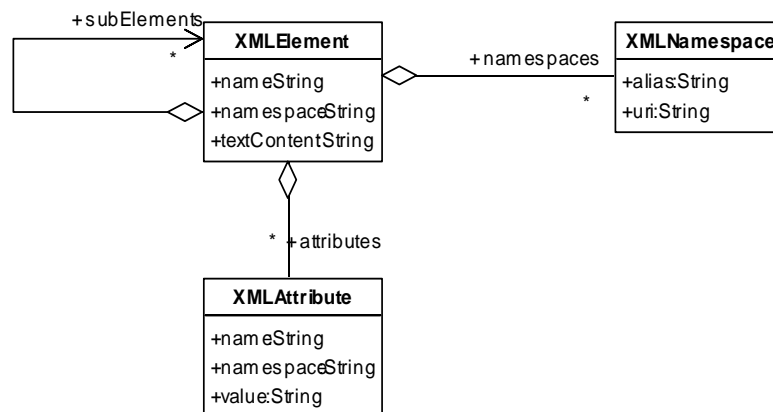 +subElements
*
XMLElement
+nameString
+namespaceString
+textContentString
+namespaces
*
XMLNamespace
+alias:String
+uri:String
* +attributes
XMLAttribute
+nameString
+namespaceString
+value:String